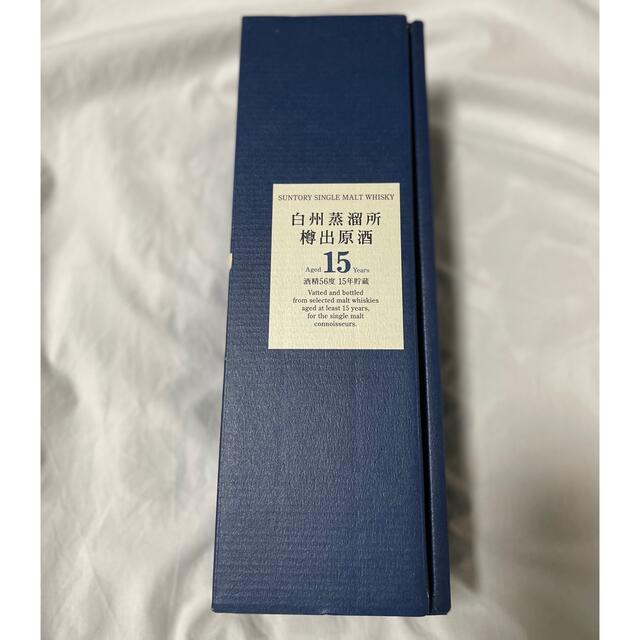 SUNTORY SINGLE MALT WHISKY
白州蒸溜所
樽出原酒
Aged 15 Years
酒精56度 15年貯蔵
Vatted and bottled
from selected malt whiskies
aged at least 15 years,
for the single malt
connoisseurs.